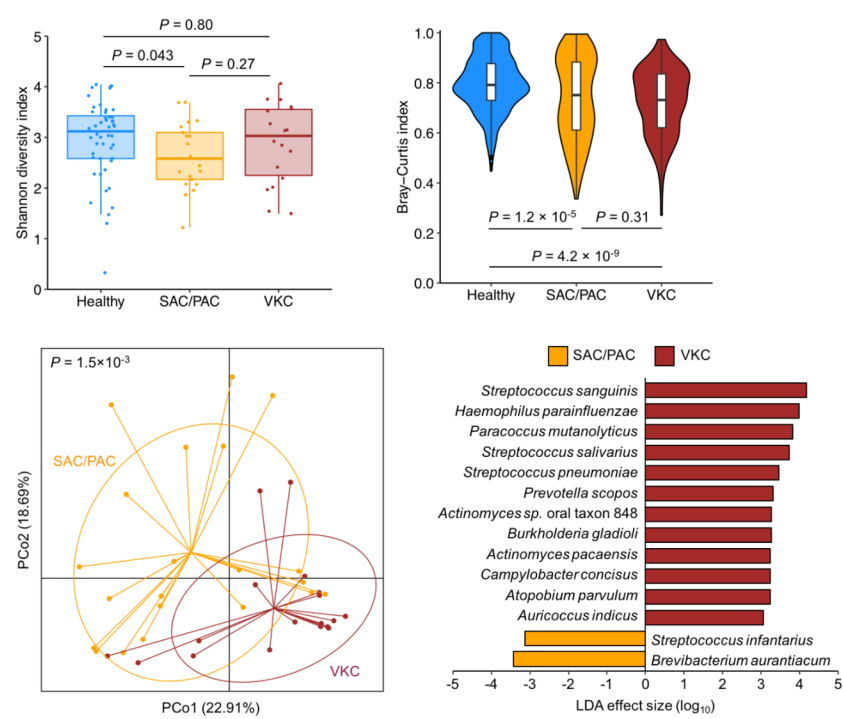 P = 0.80
P = 0.043
P = 0.27
Shannon diversity index
5
4
3
2
1
0
Healthy
SAC/PAC
VKC
Bray–Curtis index
1.0
0.8
0.6
0.4
0.2
0.0
P = 1.2 × 10-5
P = 0.31
P = 4.2 × 10-9
Healthy
SAC/PAC
VKC
P = 1.5×10-3
SAC/PAC
VKC
PCo2 (18.69%)
PCo1 (22.91%)
SAC/PAC
VKC
Streptococcus sanguinis
Haemophilus parainfluenzae
Paracoccus mutanolyticus
Streptococcus salivarius
Streptococcus pneumoniae
Prevotella scopos
Actinomyces sp. oral taxon 848
Burkholderia gladioli
Actinomyces pacaensis
Campylobacter concisus
Atopobium parvulum
Auricoccus indicus
Streptococcus infantarius
Brevibacterium aurantiacum
-5 -4 -3 -2 -1 0 1 2 3 4 5
LDA effect size (log10)